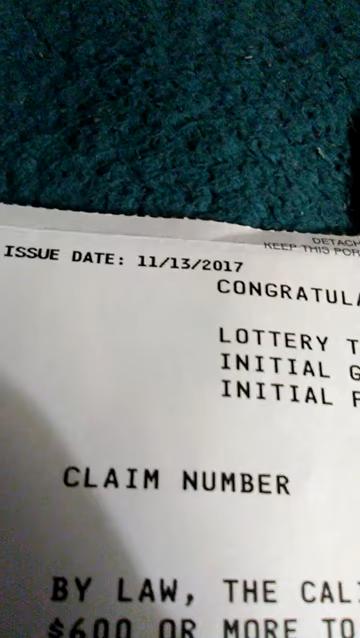 DETACH
KEEP THIS POR
ISSUE DATE: 11/13/2017
CONGRATULA
LOTTERY T
INITIAL G
INITIAL
CLAIM NUMBER
BY LAW, THE CAL
$600 OR MORE TO